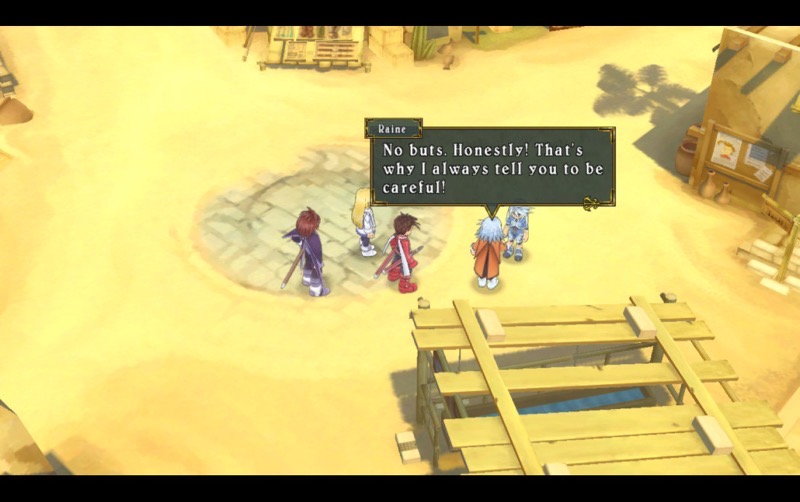 Raine
No buts. Honestly! That's
why I always tell you to be
careful!